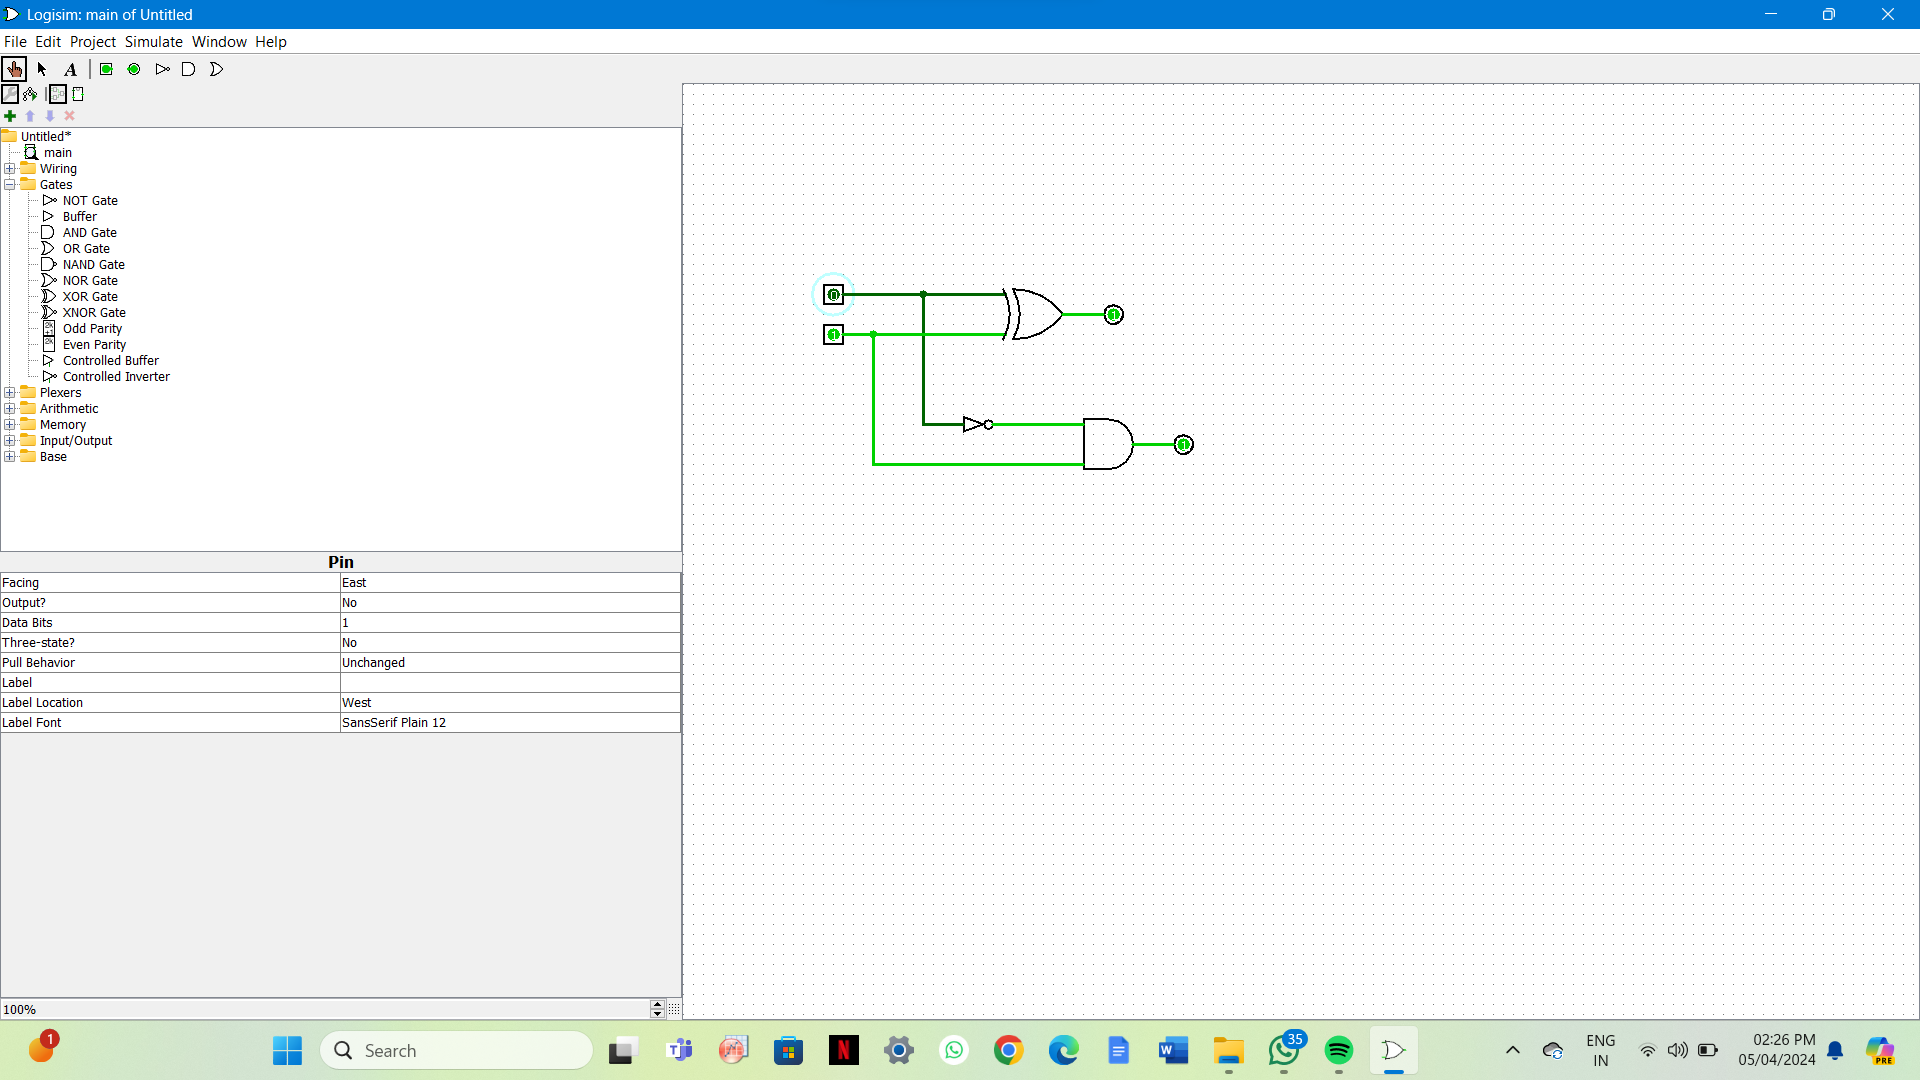 Logisim: main of Untitled
File Edit Project Simulate Window Help
A
Untitled*
main
Wiring
Gates
NOT Gate
Buffer
AND Gate
OR Gate
NAND Gate
NOR Gate
XOR Gate
XNOR Gate
Odd Parity
Even Parity
Controlled Buffer
Controlled Inverter
Plexers
Arithmetic
Memory
Input/Output
Base
0
1
1
1
Pin
Facing East
Output? No
Data Bits 1
Three-state? No
Pull Behavior Unchanged
Label
Label Location West
Label Font SansSerif Plain 12
100%
1
Search
N
35
ENG
IN
02:26 PM
05/04/2024
PRE